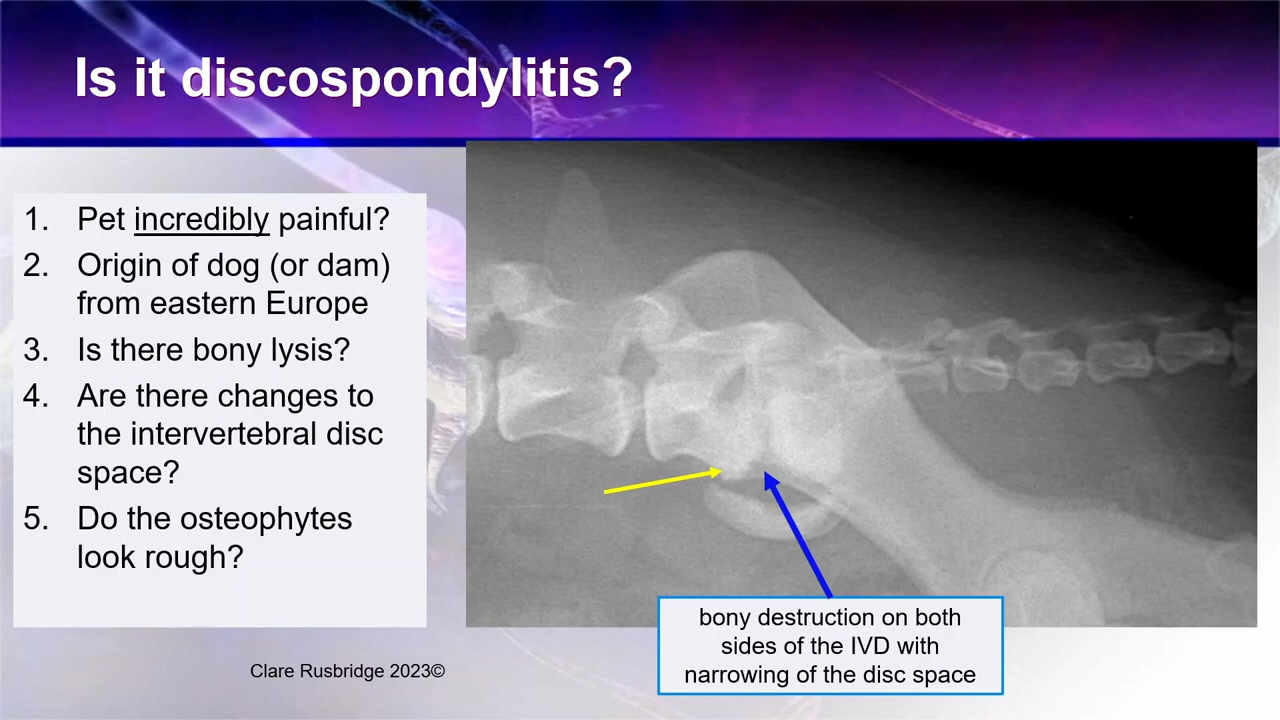 Is it discospondylitis?
1. Pet incredibly painful?
2. Origin of dog (or dam)
from eastern Europe
3. Is there bony lysis?
4. Are there changes to
the intervertebral disc
space?
5. Do the osteophytes
look rough?
bony destruction on both
sides of the IVD with
narrowing of the disc space
Clare Rusbridge 2023©